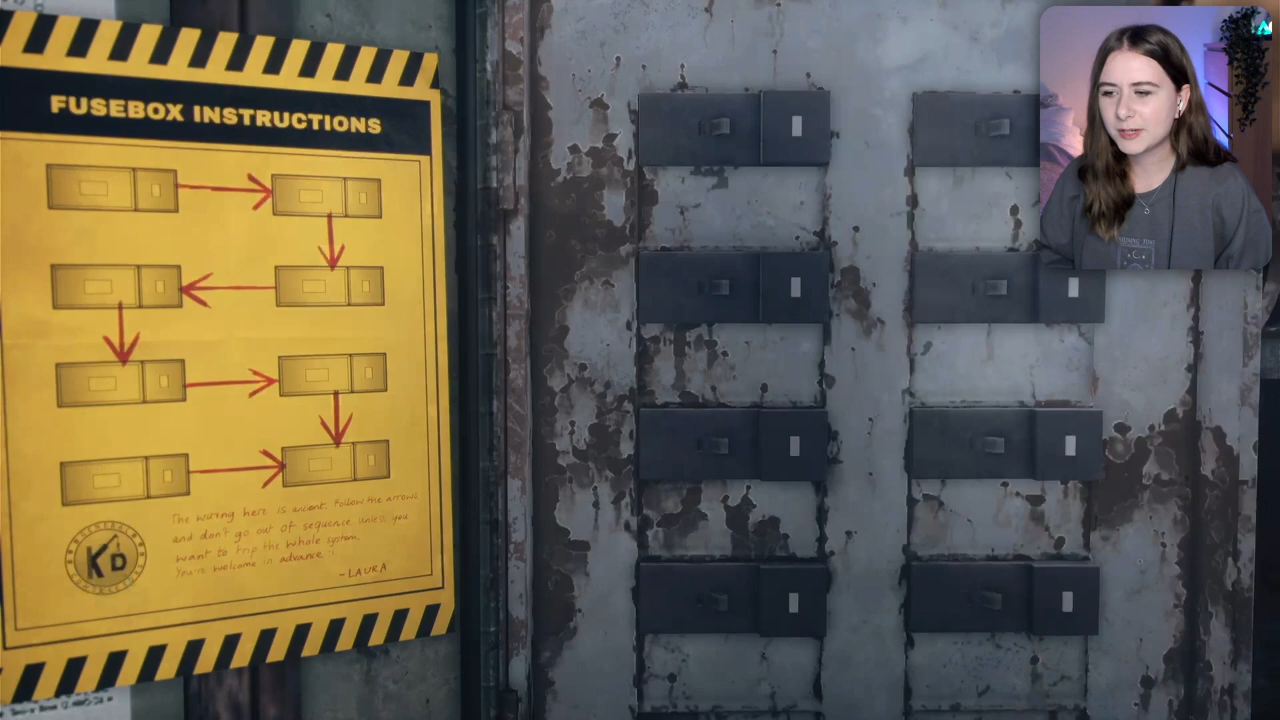 FUSEBOX INSTRUCTIONS
The wiring here is ancient. Follow the arrows
and don't go out of sequence unless you
want to trip the whole system.
You're welcome in advance
-LAURA
KD